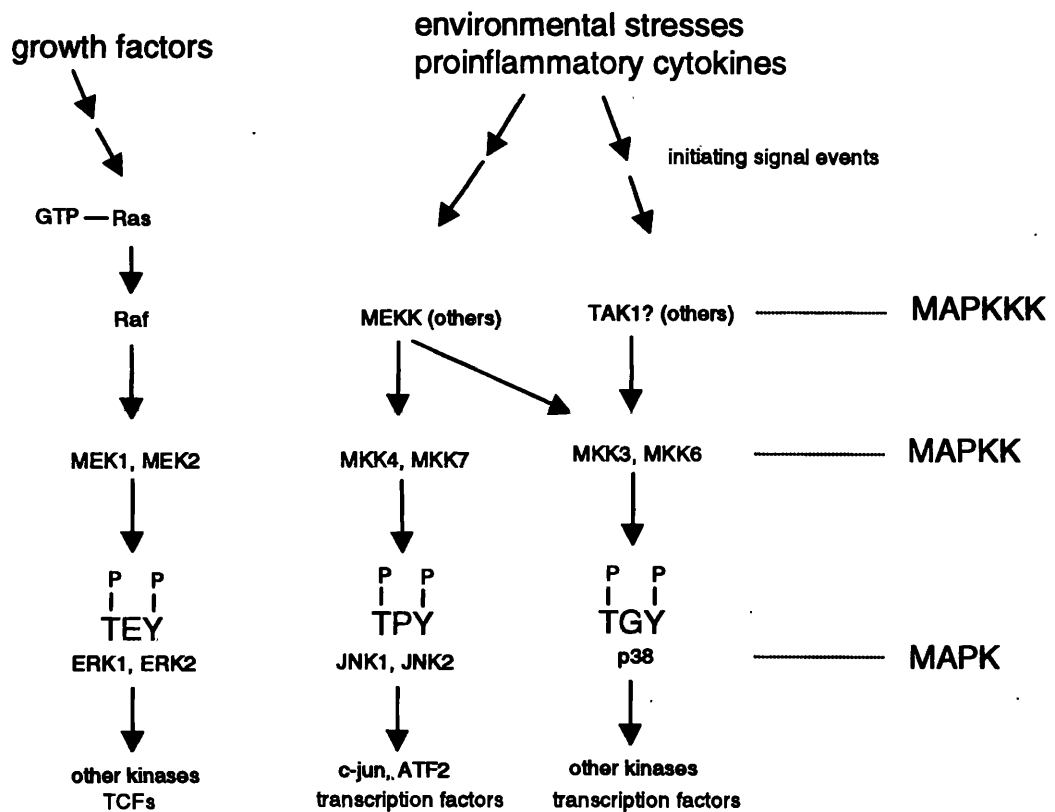 growth factors
environmental stresses
proinflammatory cytokines
initiating signal events
GTP — Ras
Raf
MEKK (others)
TAK1? (others)
MAPKKK
MEK1, MEK2
MKK4, MKK7
MKK3, MKK6
MAPKK
P P
TEY
ERK1, ERK2
P P
TPY
JNK1, JNK2
P P
TGY
p38
MAPK
other kinases
TCFs
c-jun,, ATF2
transcription factors
other kinases
transcription factors